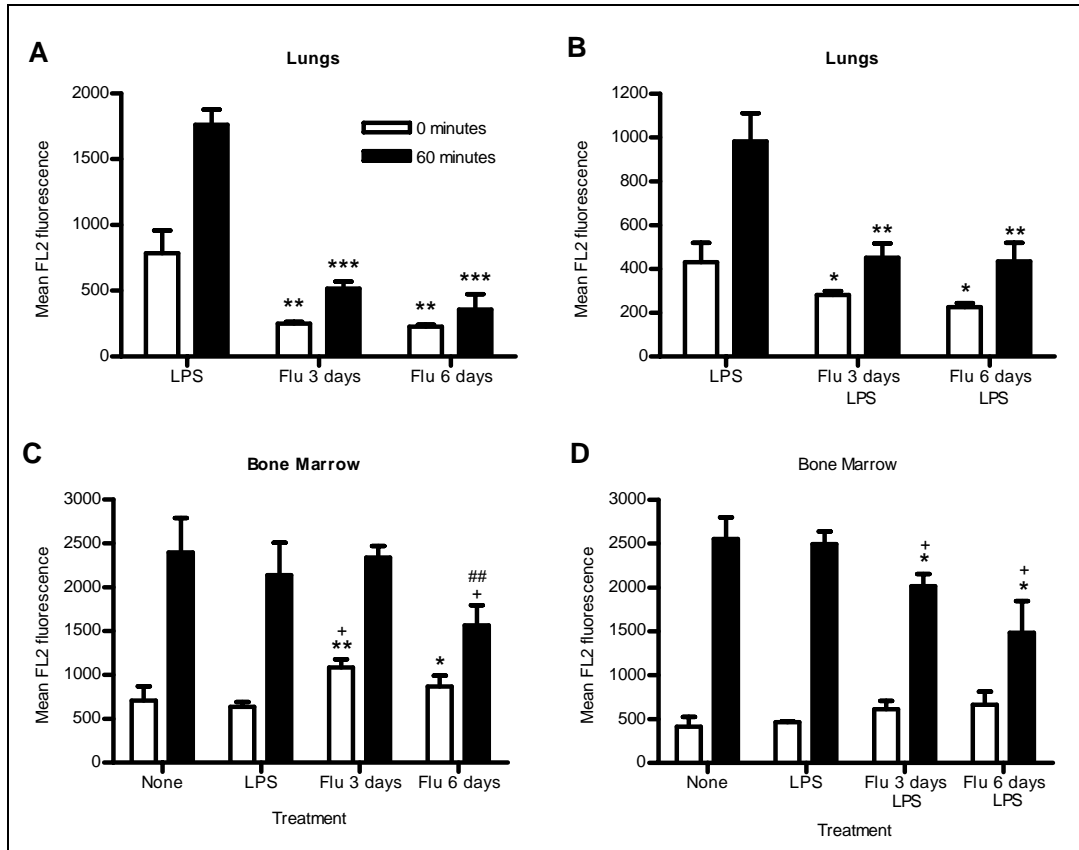 A
Lungs
Mean FL2 fluorescence
2000
1500
1000
500
0
0 minutes
60 minutes
**
***
**
***
LPS
Flu 3 days
Flu 6 days
B
Lungs
Mean FL2 fluorescence
1200
1000
800
600
400
200
0
*
**
*
**
LPS
Flu 3 days
LPS
Flu 6 days
LPS
C
Bone Marrow
Mean FL2 fluorescence
3000
2500
2000
1500
1000
500
0
+
**
*
##
+
None
LPS
Flu 3 days
Flu 6 days
Treatment
D
Bone Marrow
Mean FL2 fluorescence
3000
2500
2000
1500
1000
500
0
+
*
+
*
None
LPS
Flu 3 days
LPS
Flu 6 days
LPS
Treatment